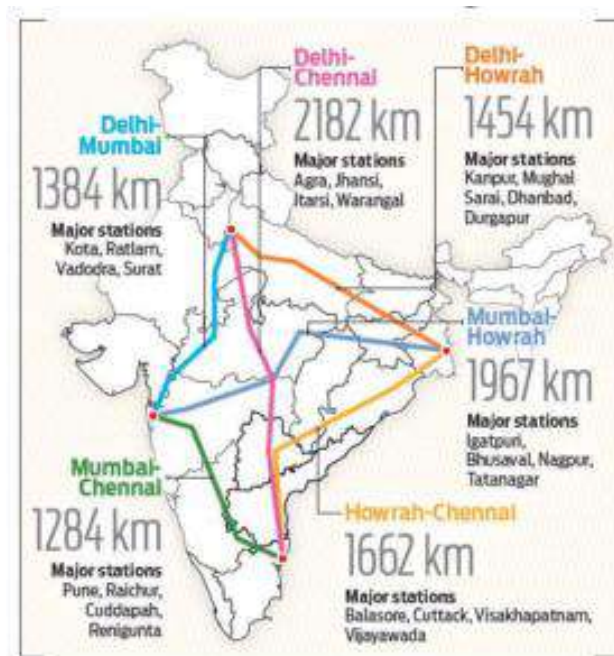 Delhi-
Chennai
2182 km
Major stations
Agra, Jhansi,
Itarsi, Warangal
Delhi-
Howrah
1454 km
Major stations
Kanpur, Mughal
Sarai, Dhanbad,
Durgapur
Delhi-
Mumbai
1384 km
Major stations
Kota, Ratlam,
Vadodra, Surat
Mumbai-
Howrah
1967 km
Major stations
Igatpuri,
Bhusaval, Nagpur,
Tatanagar
Mumbai-
Chennai
1284 km
Major stations
Pune, Raichur,
Cuddapah,
Renigunta
Howrah-Chennai
1662 km
Major stations
Balasore, Cuttack, Visakhapatnam,
Vijayawada